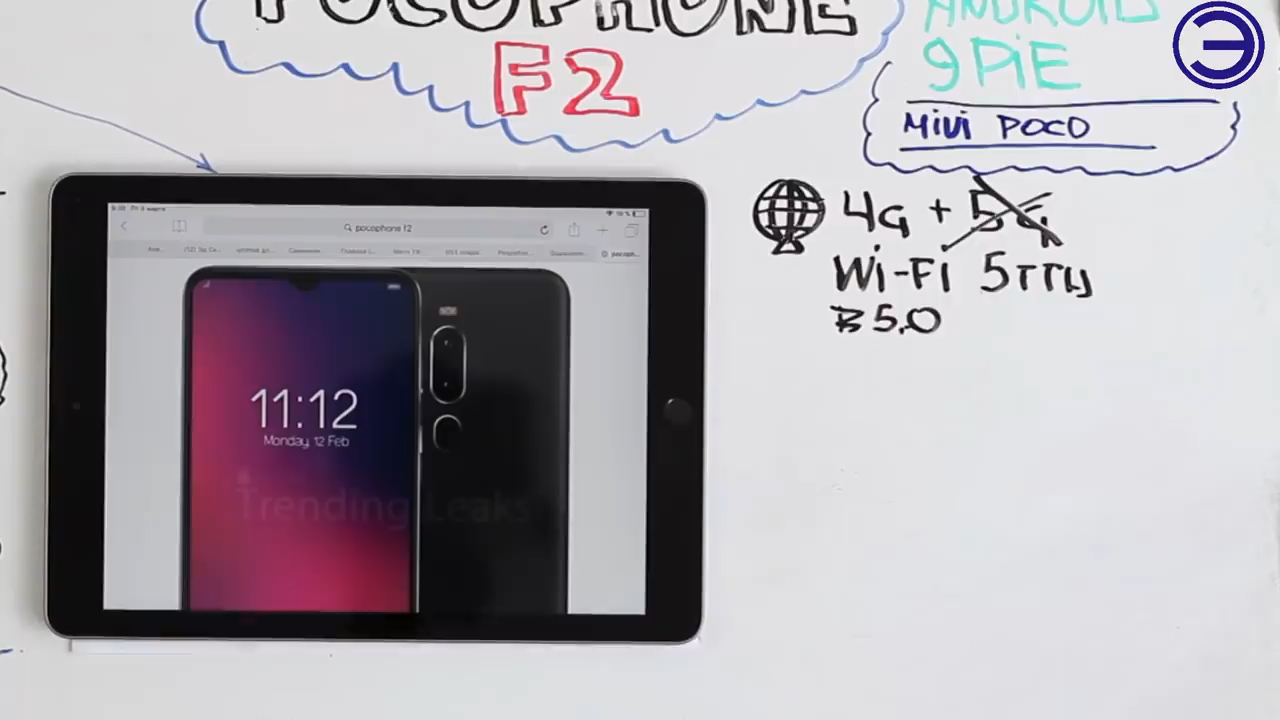 POCOPHONE
F2
ANDROID
9 PiE
MiVi POCO
4G + 5G
Wi-Fi 5ГГЦ
B 5.0
pocophone f2
11:12
Monday, 12 Feb
Trending Leaks
Э